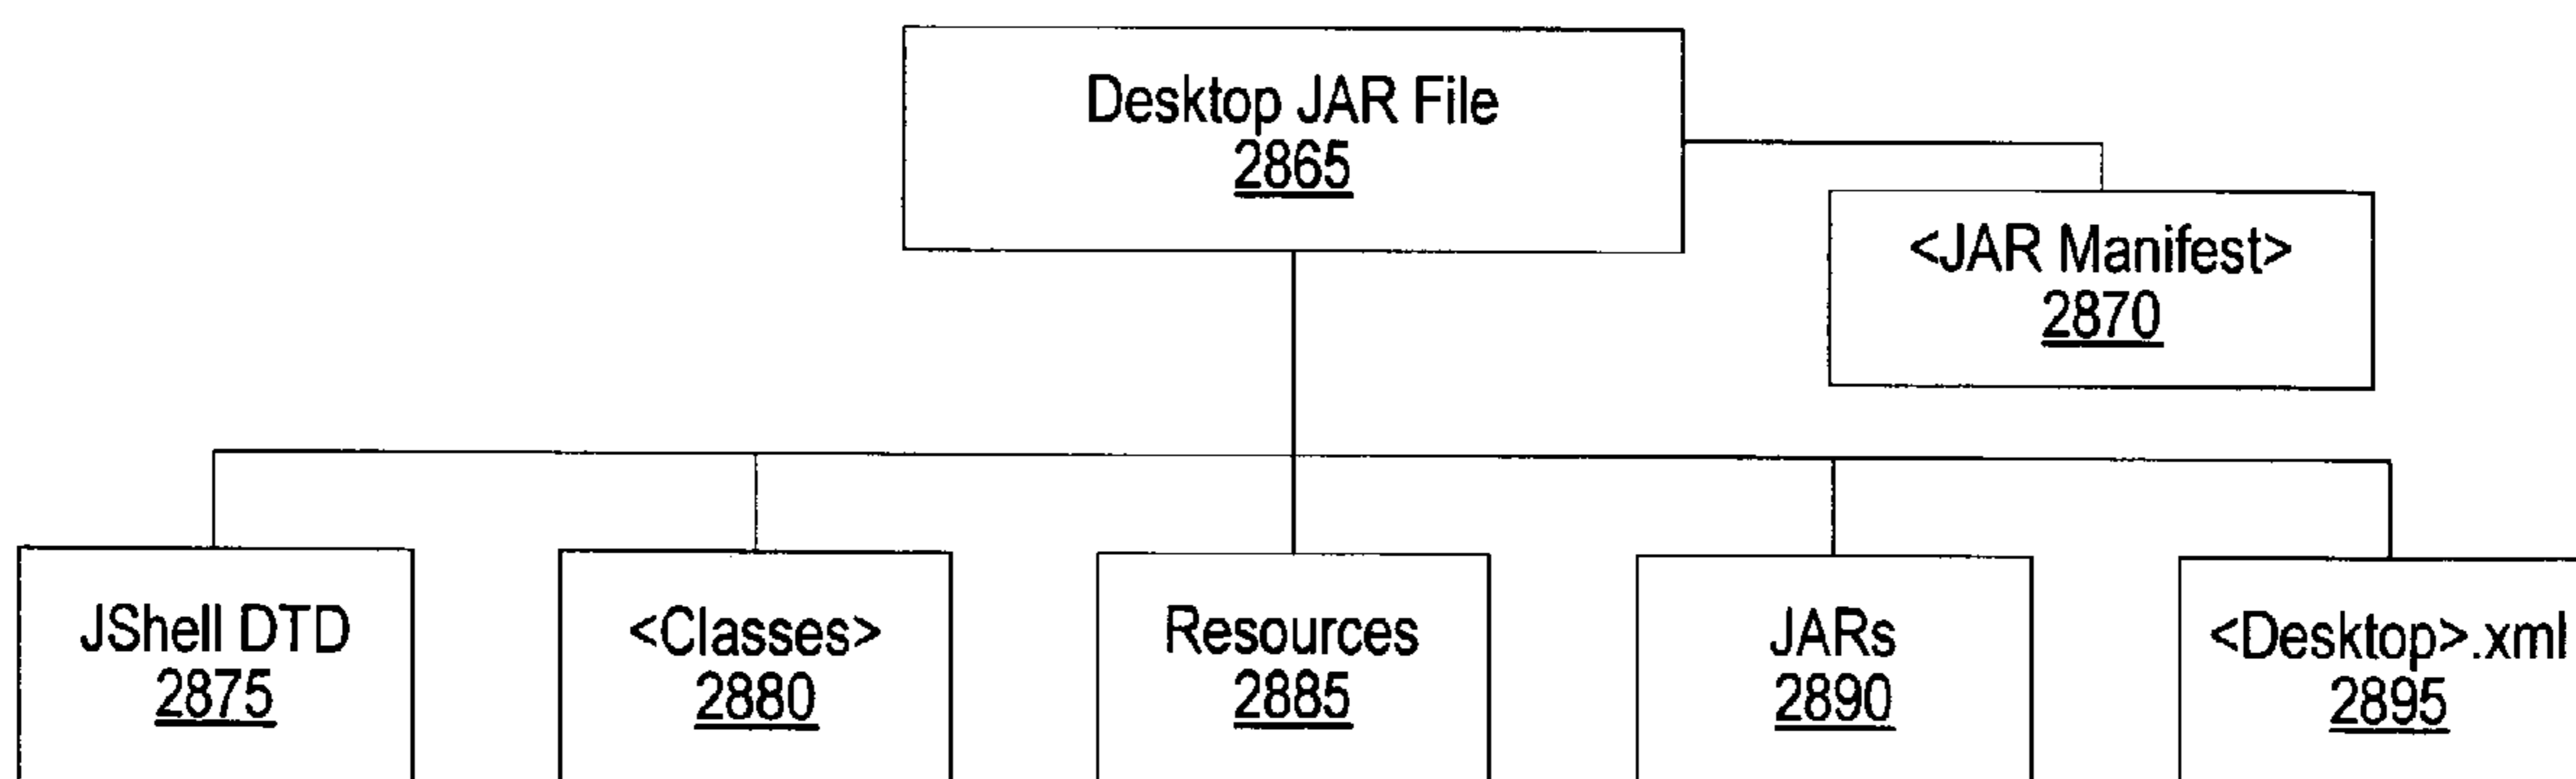 Desktop JAR File
2865
<JAR Manifest>
2870
JShell DTD
2875
<Classes>
2880
Resources
2885
JARs
2890
<Desktop>.xml
2895